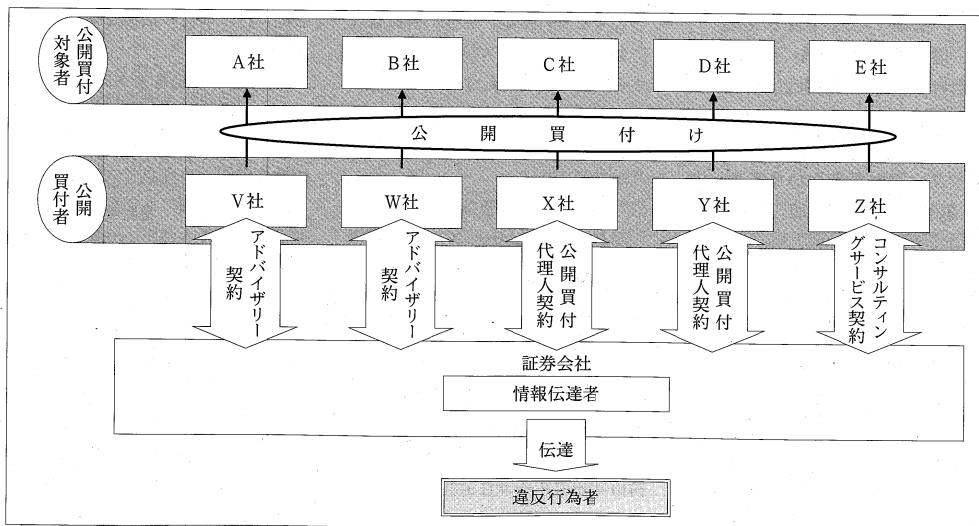 公開買付
対象者
A社
B社
C社
D社
E社
公開買付け
公開
買付者
V社
W社
X社
Y社
Z社
アドバイザリー
契約
アドバイザリー
契約
公開買付
代理人契約
公開買付
代理人契約
コンサルティン
グサービス契約
証券会社
情報伝達者
伝達
違反行為者